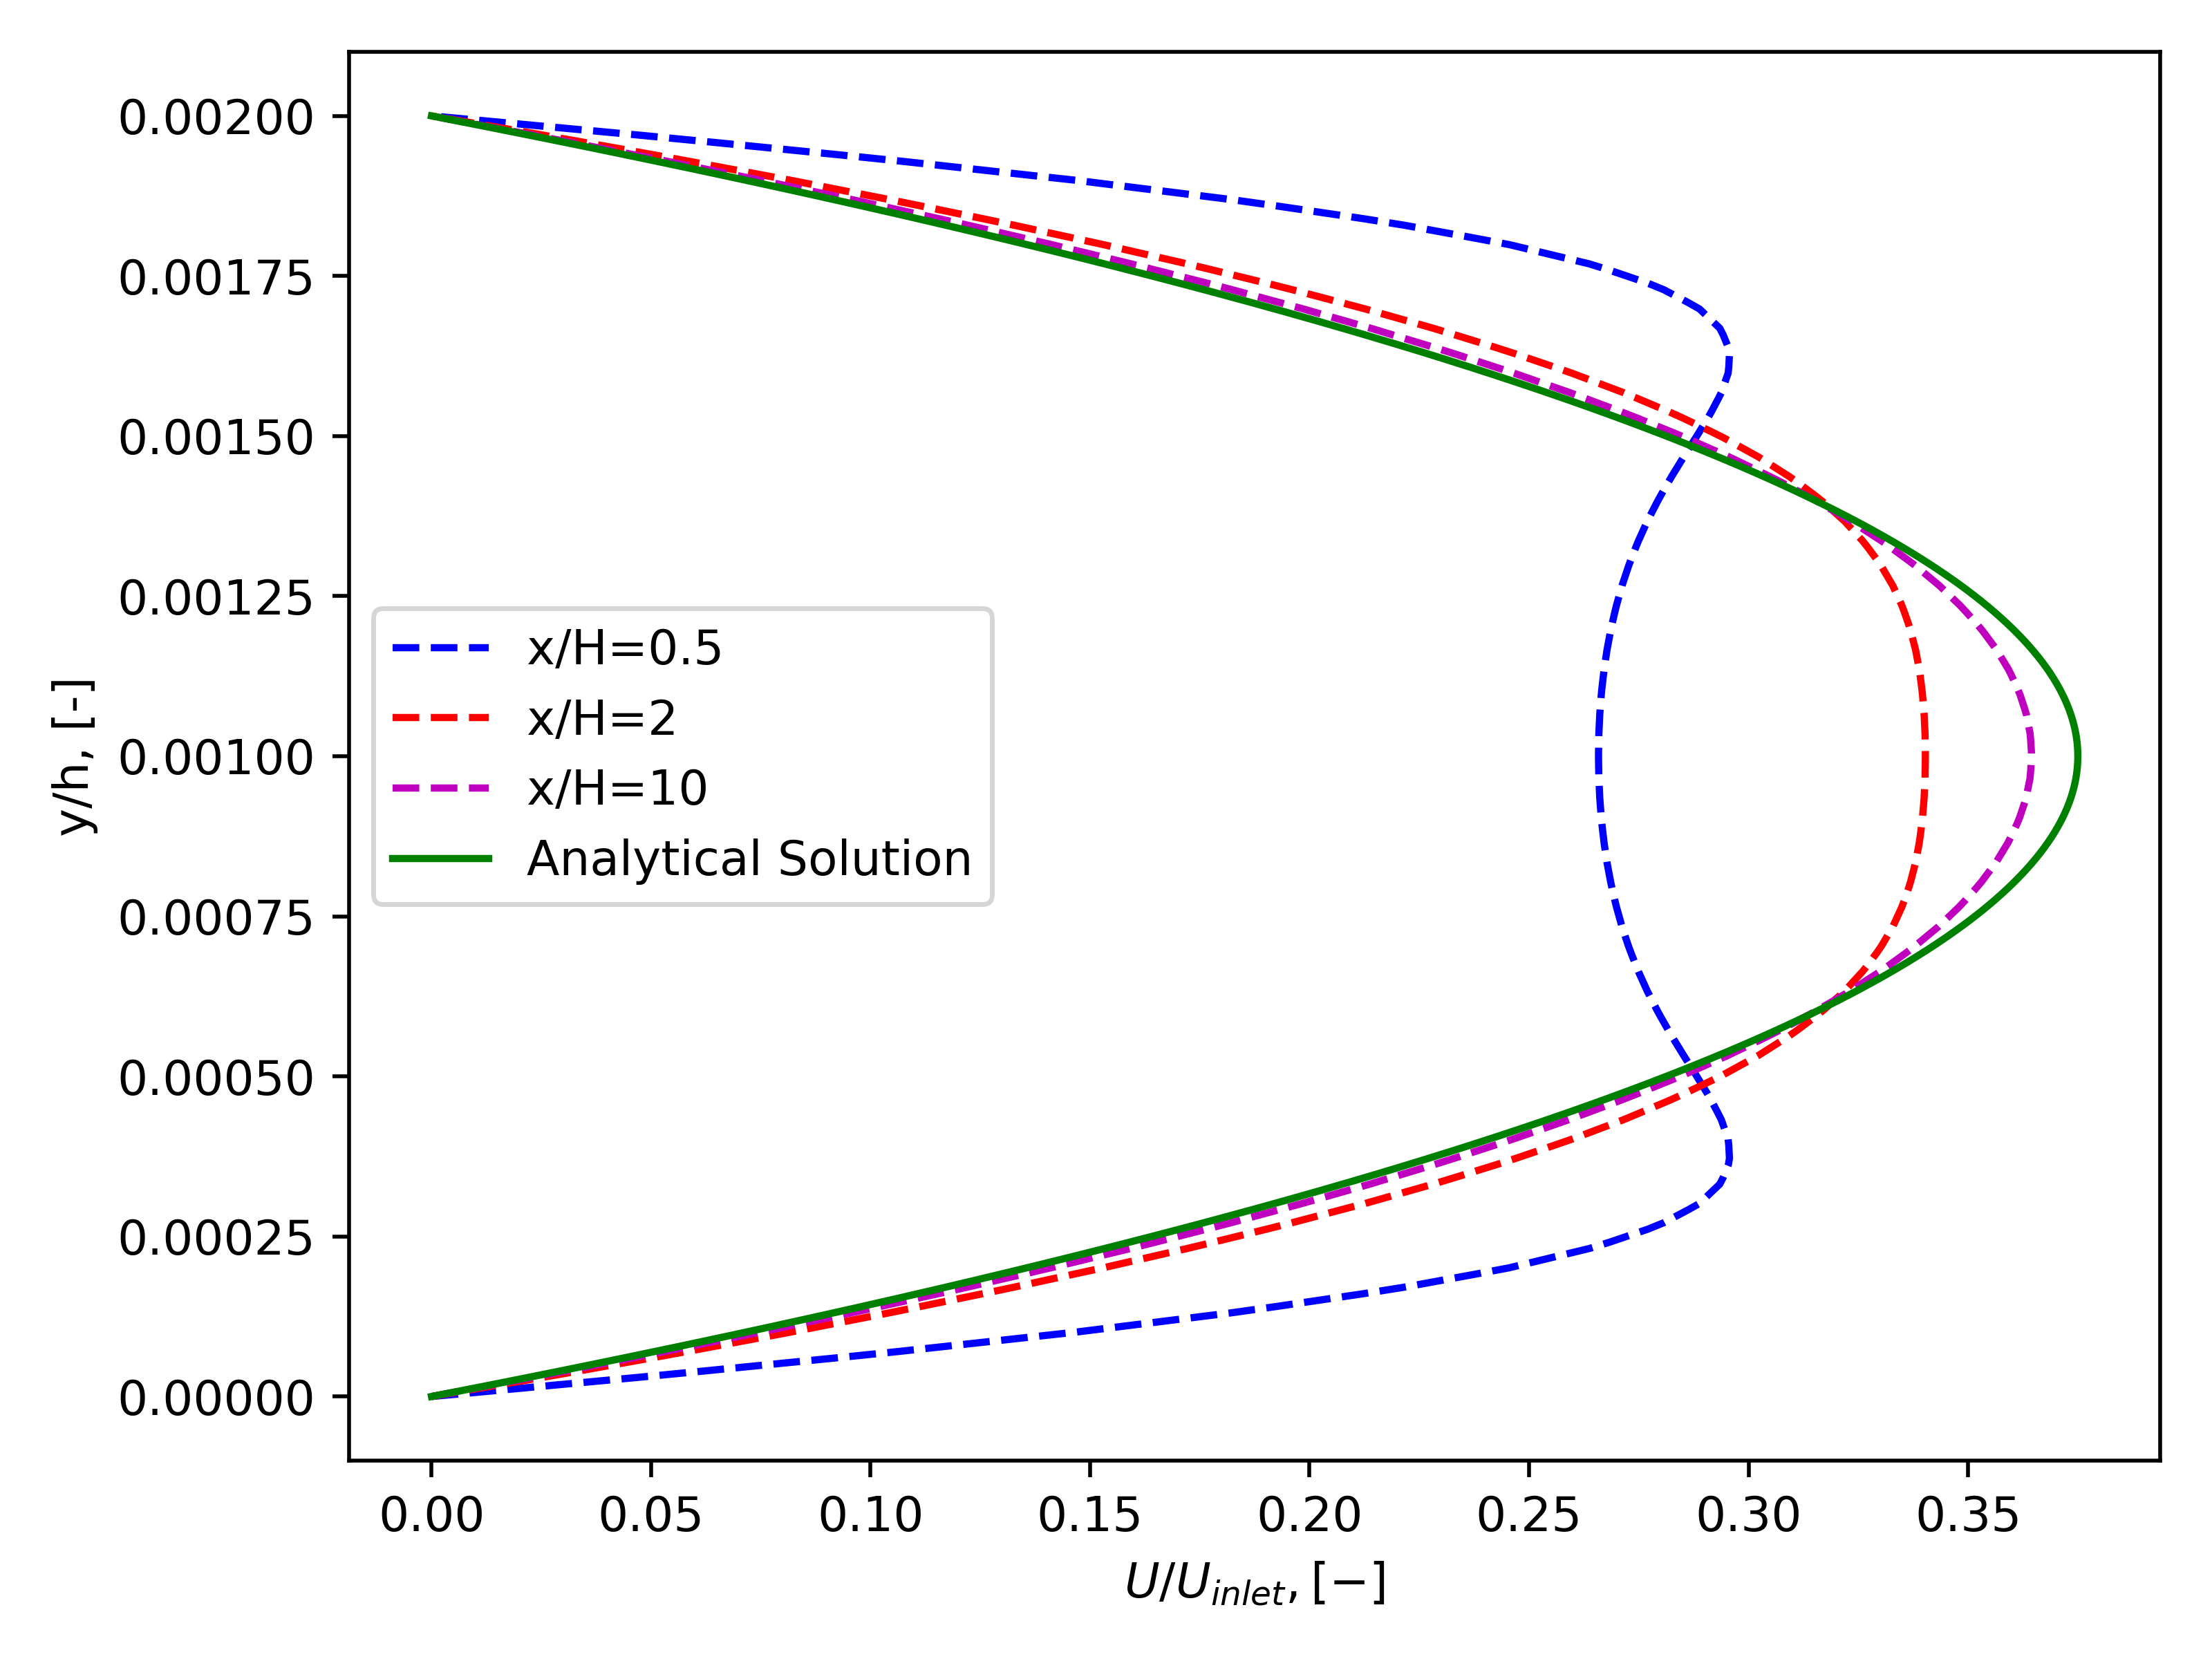 0.00200
0.00175
0.00150
0.00125
0.00100
0.00075
0.00050
0.00025
0.00000
y/h, [-]
x/H=0.5
x/H=2
x/H=10
Analytical Solution
0.00 0.05 0.10 0.15 0.20 0.25 0.30 0.35
U/U_inlet, [−]